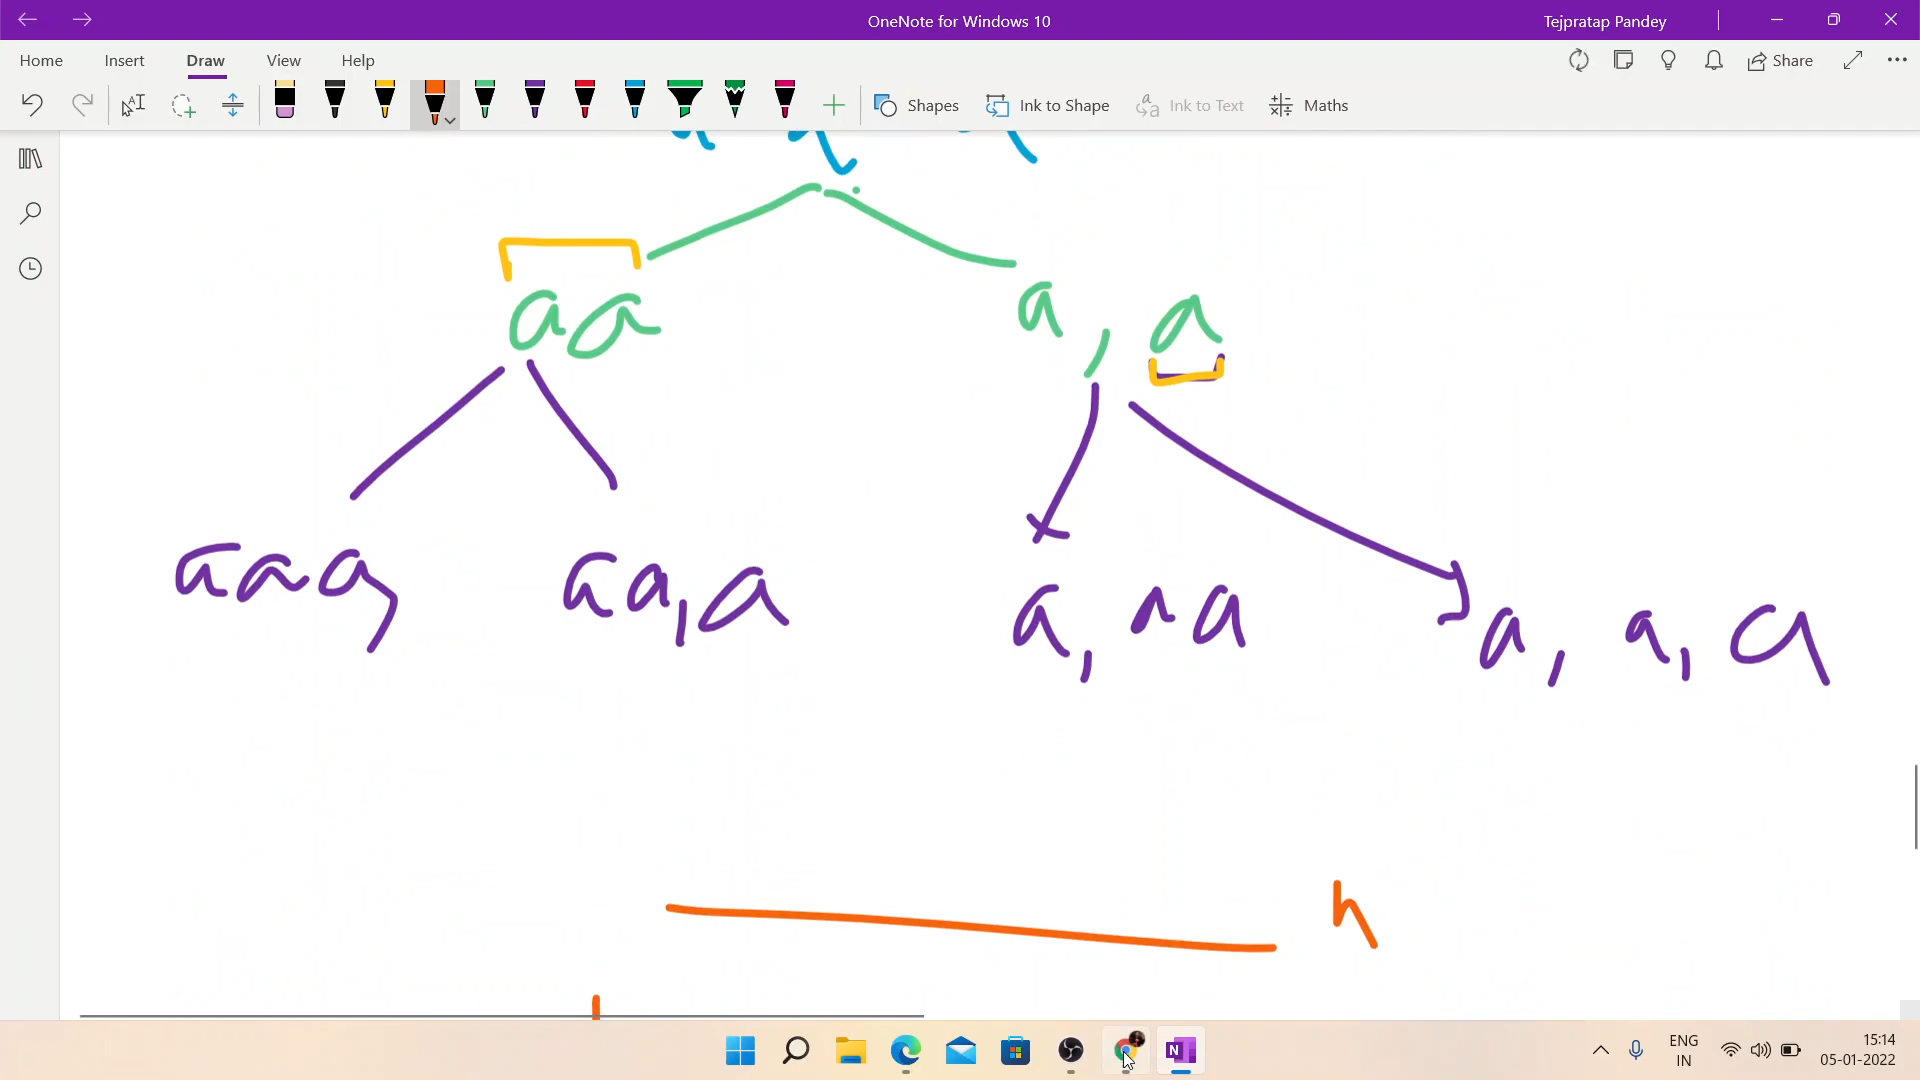 OneNote for Windows 10
Tejpratap Pandey
Home Insert Draw View Help
Share
Shapes Ink to Shape Ink to Text Maths
aa
a, a
aaa,
aa,a
a, aa
a, a, a
n
ENG
IN
15:14
05-01-2022